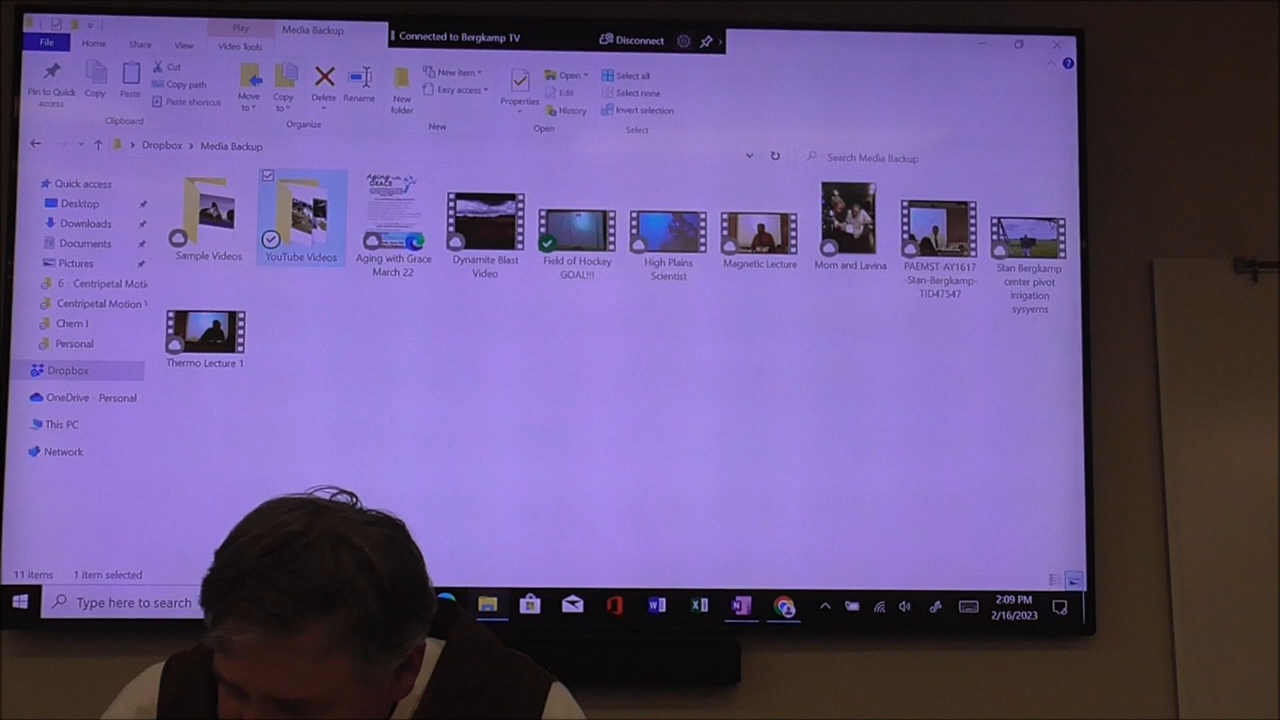 Play
Media Backup
Connected to Bergkamp TV
Disconnect
File
Home
Share
View
Video Tools
Pin to Quick
access
Copy
Paste
Cut
Copy path
Paste shortcut
Clipboard
Move
to
Copy
to
Delete
Rename
Organize
New
folder
New item
Easy access
New
Properties
Open
Edit
History
Open
Select all
Select none
Invert selection
Select
Dropbox
Media Backup
Search Media Backup
Quick access
Desktop
Downloads
Documents
Pictures
6 - Centripetal Moti
Centripetal Motion
Chem I
Personal
Dropbox
OneDrive - Personal
This PC
Network
Sample Videos
YouTube Videos
Aging with
GRACE
Aging with Grace
March 22
Dynamite Blast
Video
Field of Hockey
GOAL!!!
High Plains
Scientist
Magnetic Lecture
Mom and Lavina
PAEMST-AY1617
-Stan-Bergkamp-
TID47547
Stan Bergkamp
center pivot
irrigation
sysyems
Thermo Lecture 1
11 items
1 item selected
Type here to search
2:09 PM
2/16/2023